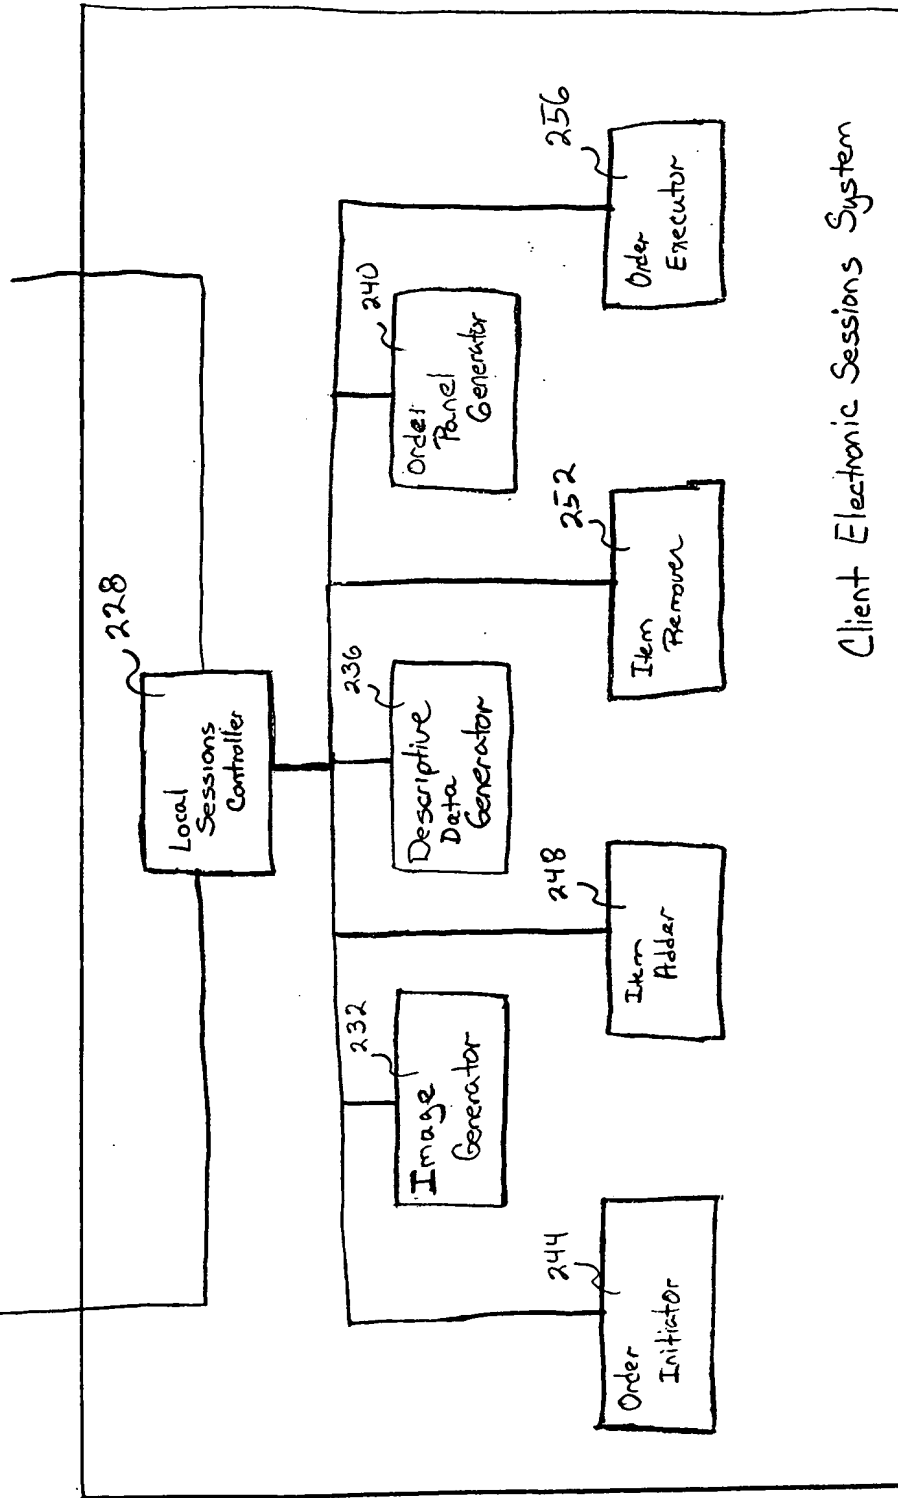 228
Local
Sessions
Controller
232
Image
Generator
236
Descriptive
Data
Generator
240
Order
Panel
Generator
244
Order
Initiator
248
Item
Adder
252
Item
Remover
256
Order
Executor
Client Electronic Sessions System